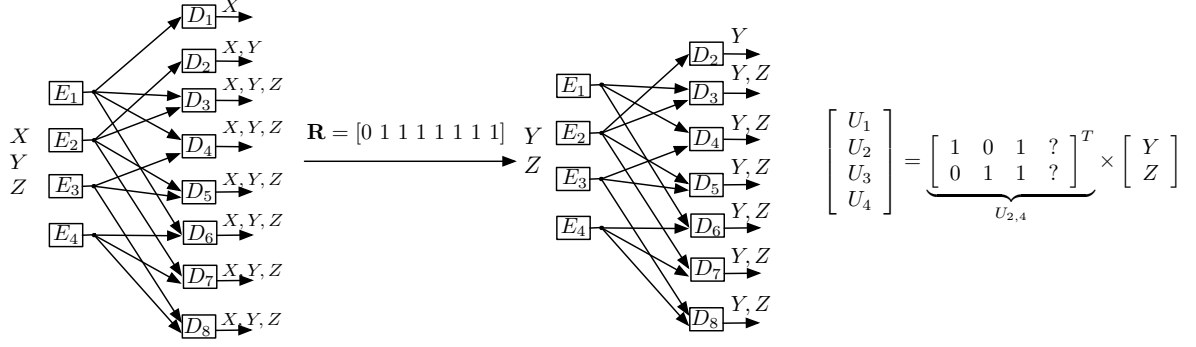 X
Y
Z
E₁
E₂
E₃
E₄
D₁ X
D₂ X, Y
D₃ X, Y, Z
D₄ X, Y, Z
D₅ X, Y, Z
D₆ X, Y, Z
D₇ X, Y, Z
D₈ X, Y, Z
R = [0 1 1 1 1 1 1 1]
Y
Z
E₁
E₂
E₃
E₄
D₂ Y
D₃ Y, Z
D₄ Y, Z
D₅ Y, Z
D₆ Y, Z
D₇ Y, Z
D₈ Y, Z
[ U₁ U₂ U₃ U₄ ] = [ 1 0 1 ? 
0 1 1 ? ]ᵀ × [ Y Z ]
U₂,₄